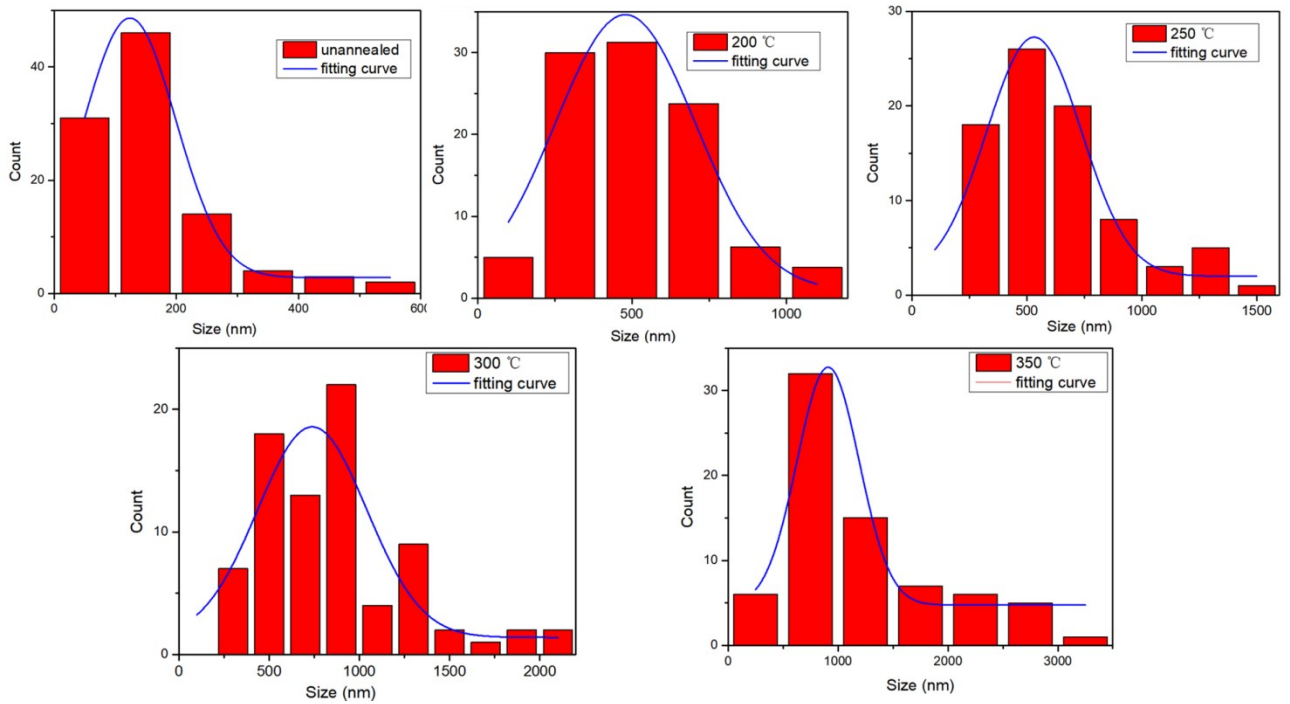 unannealed
fitting curve
40
20
0
Count
0
200
400
600
Size (nm)
200 ℃
fitting curve
30
20
10
0
Count
500
1000
Size (nm)
250 ℃
fitting curve
30
20
10
0
Count
0
500
1000
1500
Size (nm)
300 ℃
fitting curve
20
10
0
Count
0
500
1000
1500
2000
Size (nm)
350 ℃
fitting curve
30
20
10
0
Count
0
1000
2000
3000
Size (nm)